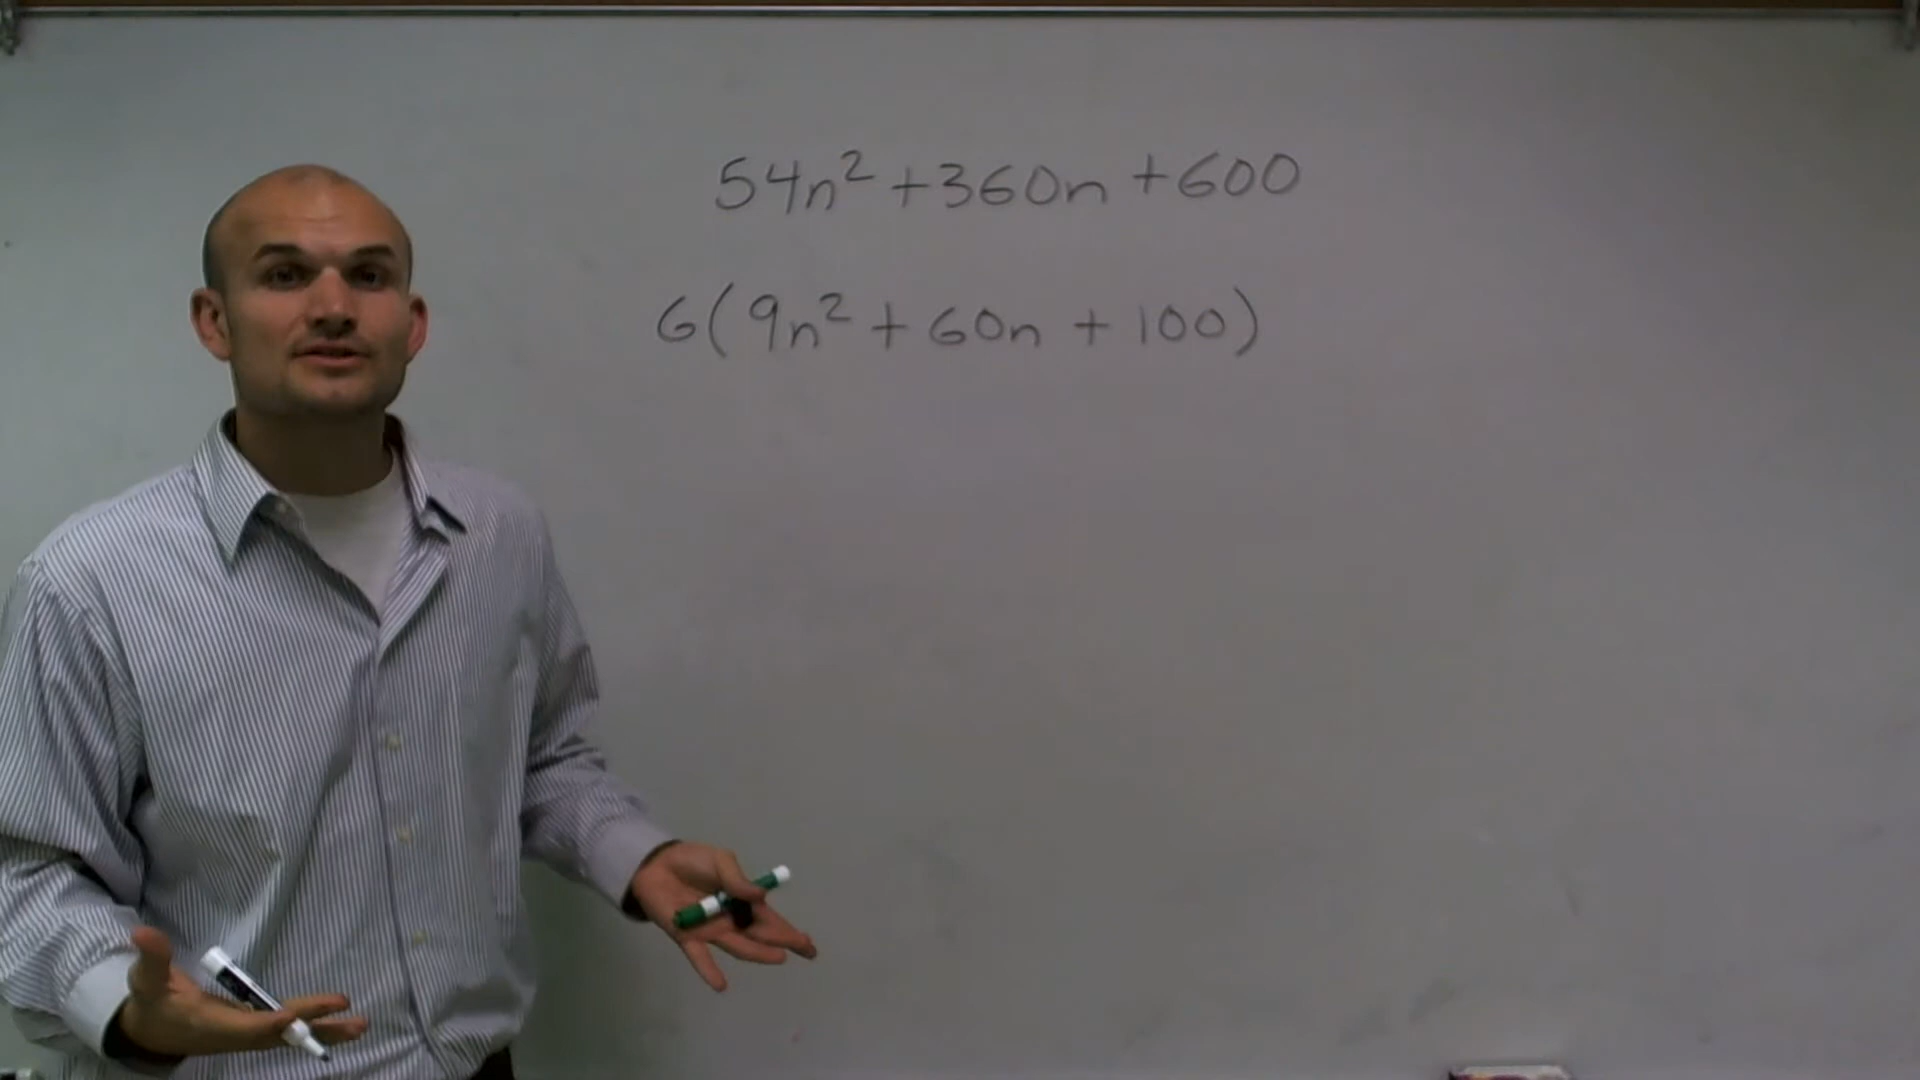 54n² + 360n + 600
6(9n² + 60n + 100)